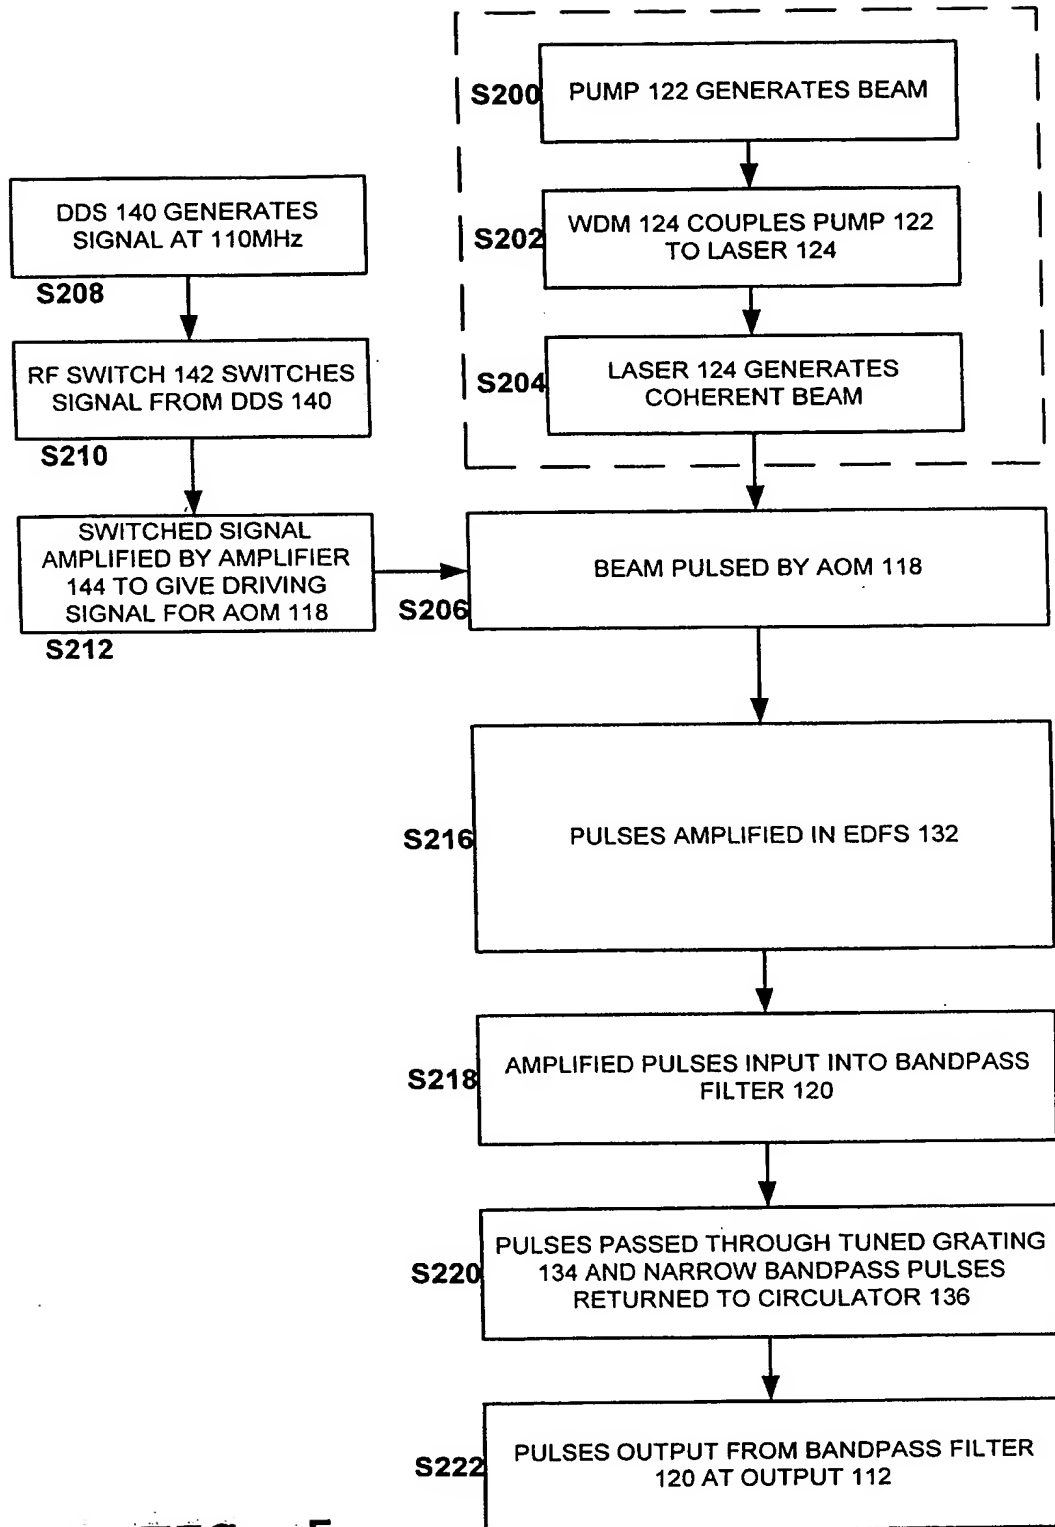 S200
PUMP 122 GENERATES BEAM
S202
WDM 124 COUPLES PUMP 122
TO LASER 124
S204
LASER 124 GENERATES
COHERENT BEAM
DDS 140 GENERATES
SIGNAL AT 110MHz
S208
RF SWITCH 142 SWITCHES
SIGNAL FROM DDS 140
S210
SWITCHED SIGNAL
AMPLIFIED BY AMPLIFIER
144 TO GIVE DRIVING
SIGNAL FOR AOM 118
S212
S206
BEAM PULSED BY AOM 118
S216
PULSES AMPLIFIED IN EDFS 132
S218
AMPLIFIED PULSES INPUT INTO BANDPASS
FILTER 120
S220
PULSES PASSED THROUGH TUNED GRATING
134 AND NARROW BANDPASS PULSES
RETURNED TO CIRCULATOR 136
S222
PULSES OUTPUT FROM BANDPASS FILTER
120 AT OUTPUT 112